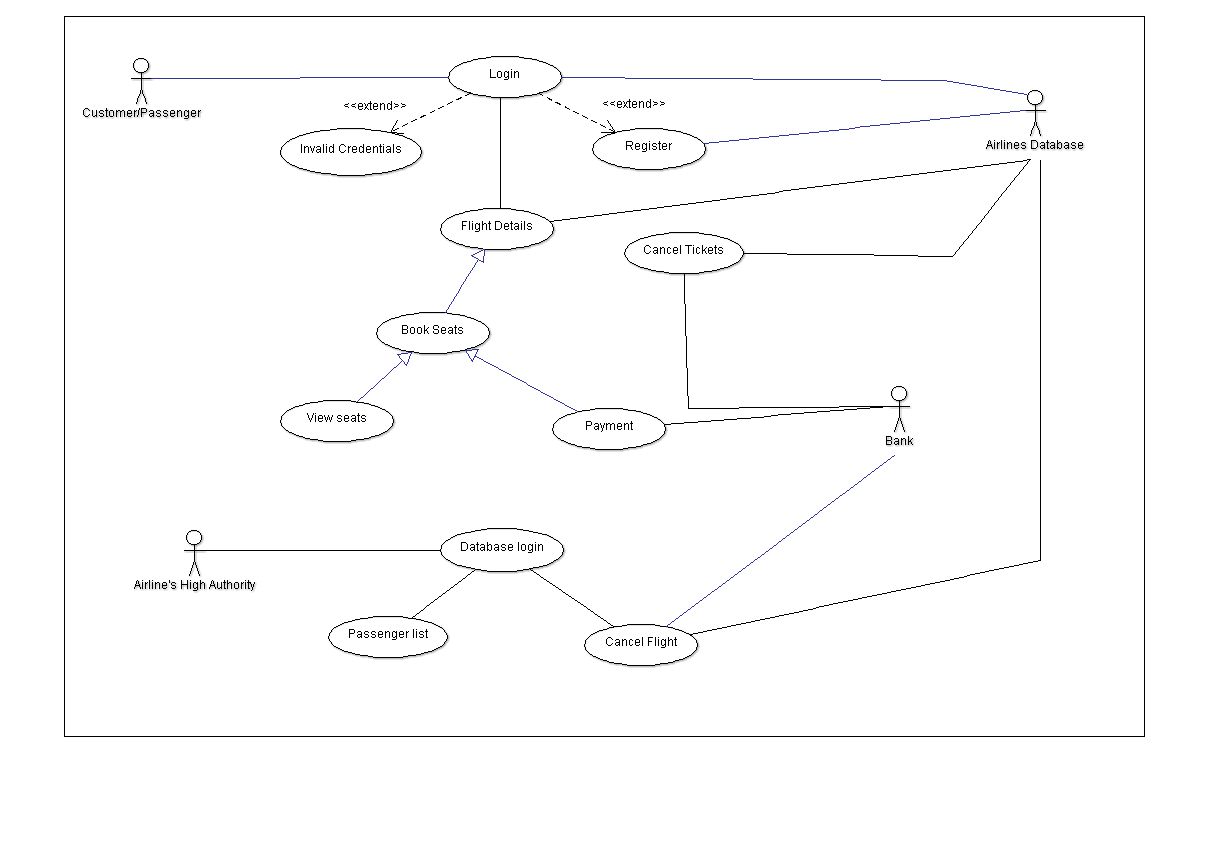 Login
<<extend>>
<<extend>>
Customer/Passenger
Invalid Credentials
Register
Airlines Database
Flight Details
Cancel Tickets
Book Seats
View seats
Payment
Bank
Database login
Airline's High Authority
Passenger list
Cancel Flight